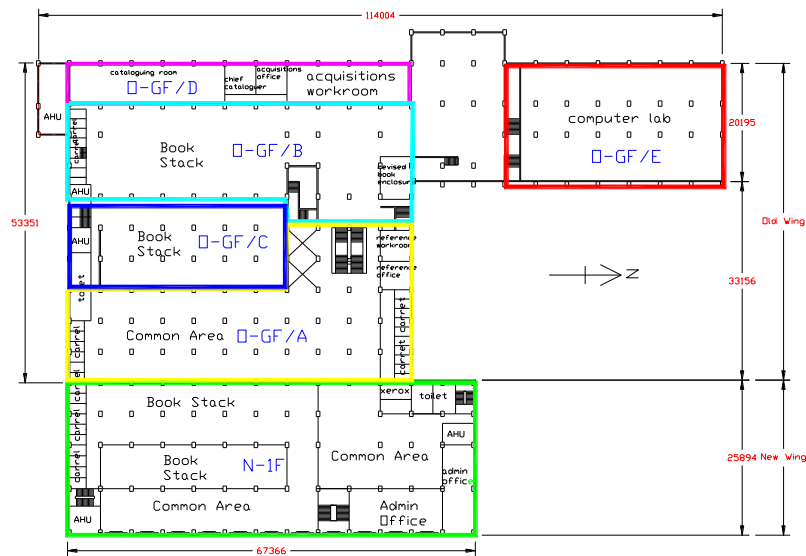 114004
cataloguing room
acquisitions
office
chief
cataloguer
acquisitions
workroom
O-GF/D
AHU
carrel
carrel
Book
Stack
O-GF/B
computer lab
O-GF/E
20195
revised
book
enclosure
AHU
53351
AHU
Book
Stack
O-GF/C
reference
workroom
reference
office
Old Wing
N
33156
toilet
carrel
Common Area
O-GF/A
carret
carret
Book Stack
xerox
toilet
carrel
carrel
carrel
AHU
Book
Stack
N-1F
Common Area
admin
office
25894
New Wing
Common Area
Admin
Office
AHU
67366